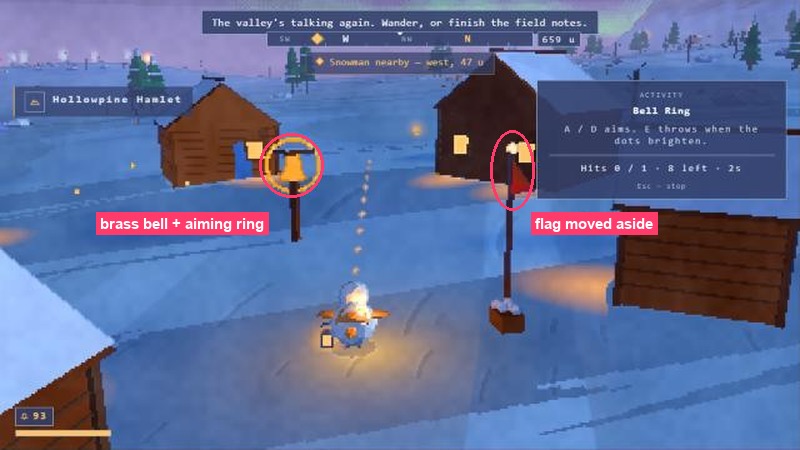 The valley's talking again. Wander, or finish the field notes.
SW W NW N 659 u
Snowman nearby — west, 47 u
Hollowpine Hamlet
ACTIVITY
Bell Ring
A / D aims. E throws when the
dots brighten.
Hits 0 / 1 · 8 left · 2s
Esc - stop
brass bell + aiming ring
flag moved aside
93